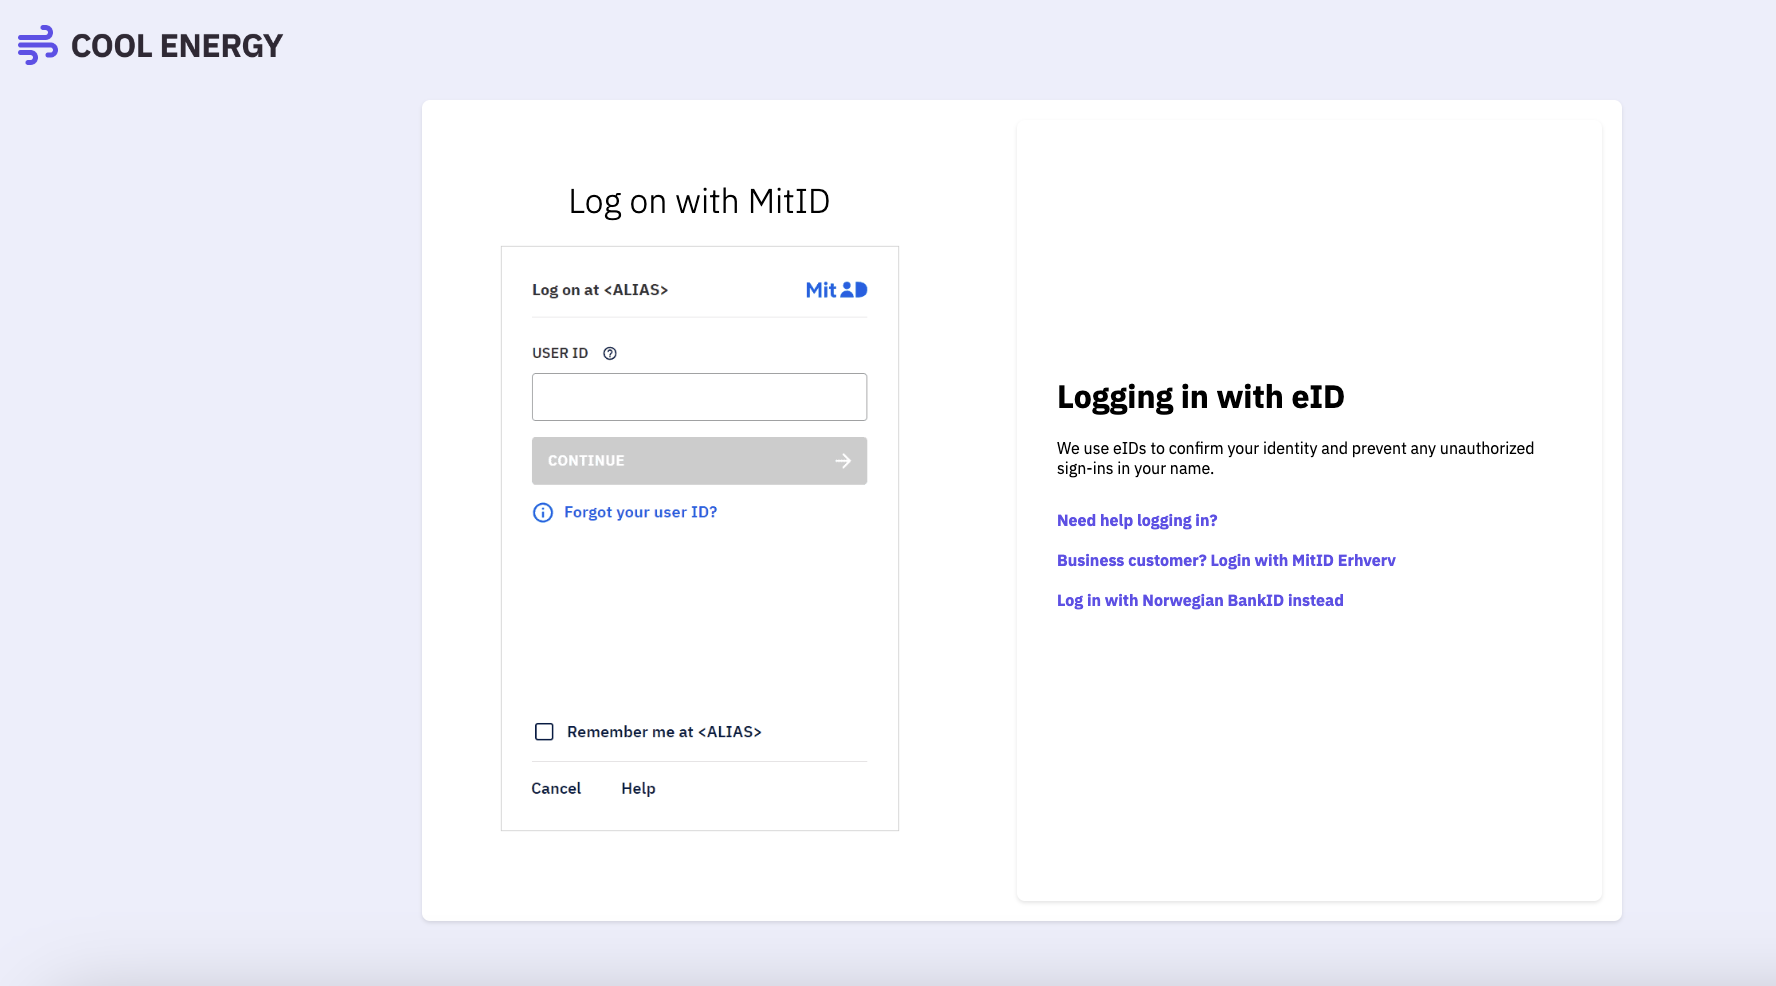 COOL ENERGY
Log on with MitID
Log on at <ALIAS>
Mit
USER ID
CONTINUE
Forgot your user ID?
Remember me at <ALIAS>
Cancel Help
Logging in with eID
We use eIDs to confirm your identity and prevent any unauthorized
sign-ins in your name.
Need help logging in?
Business customer? Login with MitID Erhverv
Log in with Norwegian BankID instead